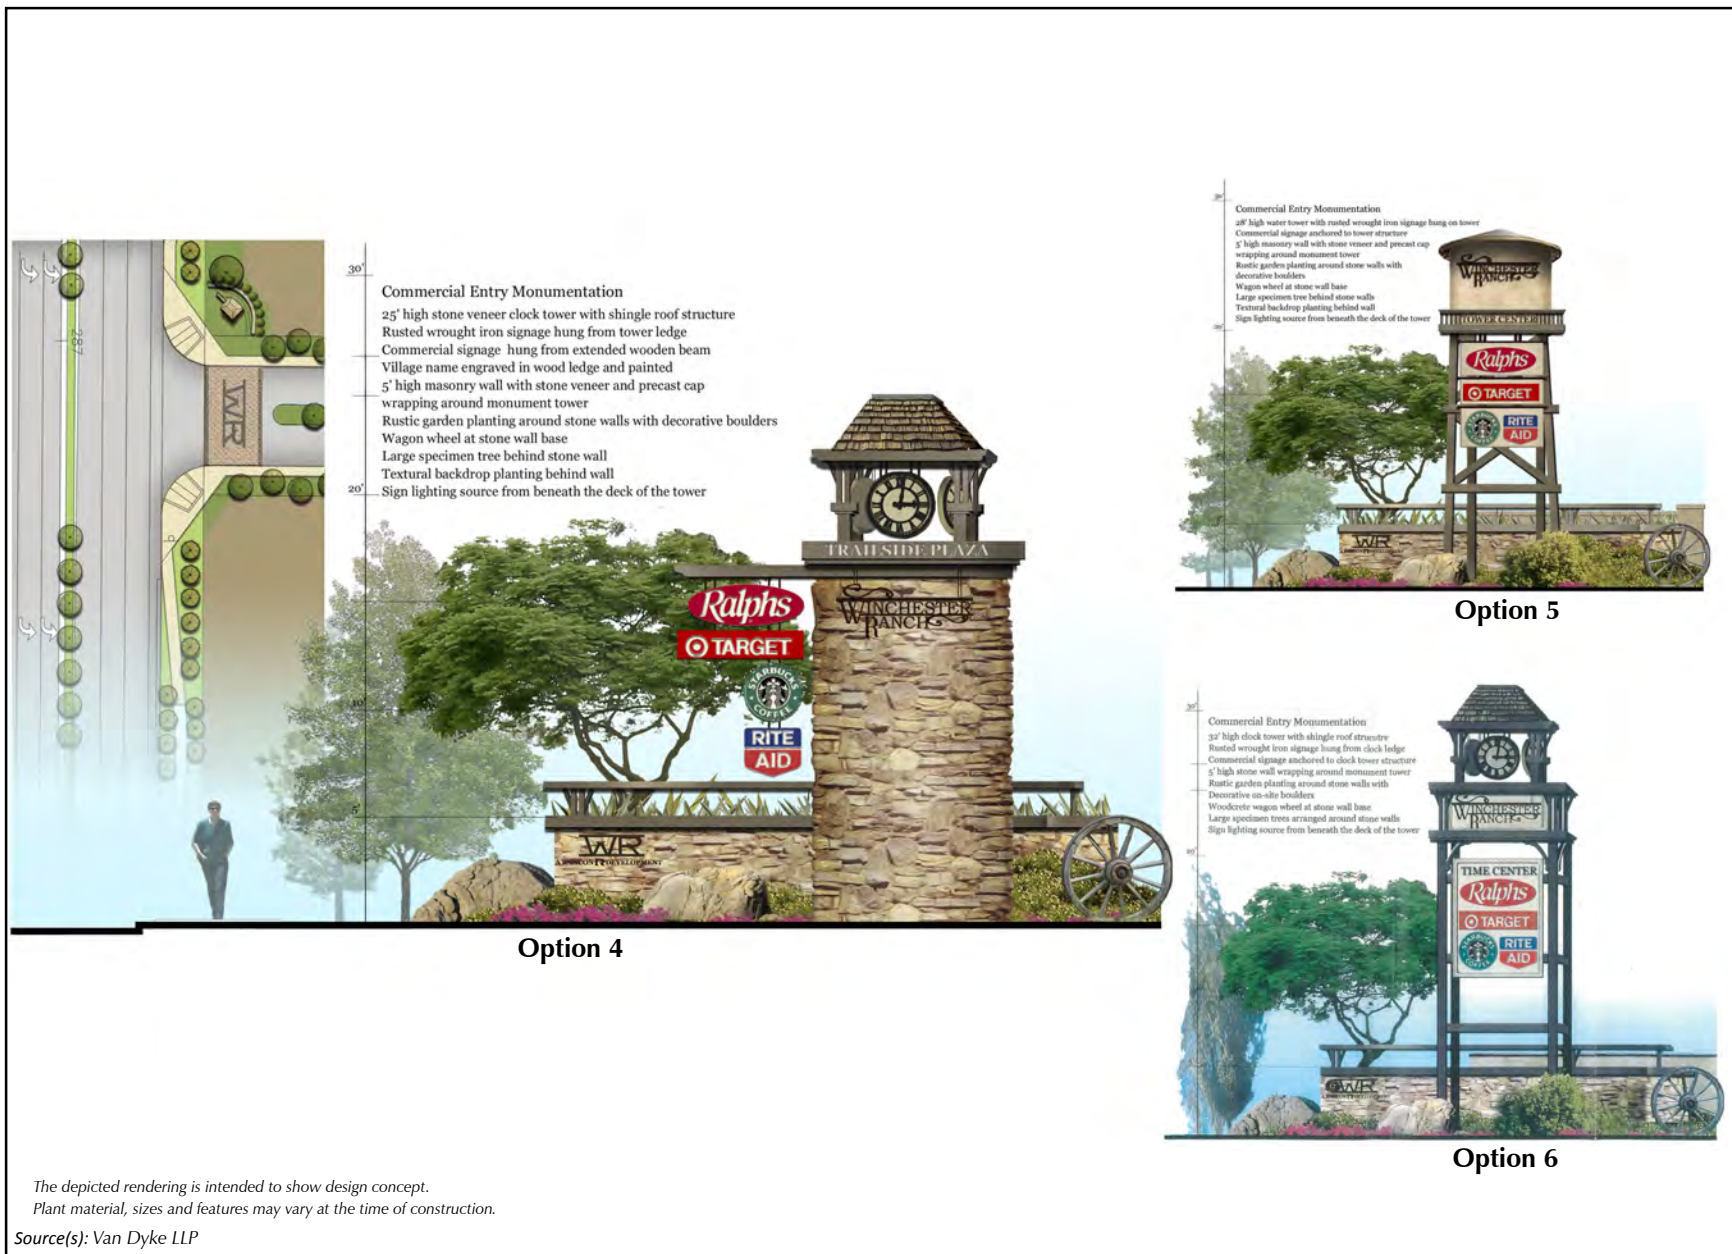 287
WR
30'
20'
10'
5'
Commercial Entry Monumentation
25' high stone veneer clock tower with shingle roof structure
Rusted wrought iron signage hung from tower ledge
Commercial signage hung from extended wooden beam
Village name engraved in wood ledge and painted
5' high masonry wall with stone veneer and precast cap
wrapping around monument tower
Rustic garden planting around stone walls with decorative boulders
Wagon wheel at stone wall base
Large specimen tree behind stone wall
Textural backdrop planting behind wall
Sign lighting source from beneath the deck of the tower
TRAILSIDE PLAZA
WINCHESTER
RANCH
Ralphs
TARGET
STARBUCKS
COFFEE
RITE
AID
WR
Option 4
30'
20'
Commercial Entry Monumentation
28' high water tower with rusted wrought iron signage hung on tower
Commercial signage anchored to tower structure
5' high masonry wall with stone veneer and precast cap
wrapping around monument tower
Rustic garden planting around stone walls with
decorative boulders
Wagon wheel at stone wall base
Large specimen tree behind stone walls
Textural backdrop planting behind wall
Sign lighting source from beneath the deck of the tower
WINCHESTER
RANCH
TOWER CENTER
Ralphs
TARGET
RITE
AID
WR
Option 5
30'
20'
Commercial Entry Monumentation
32' high clock tower with shingle roof strucutre
Rusted wrought iron signage hung from clock ledge
Commercial signage anchored to clock tower structure
5' high stone wall wrapping around monument tower
Rustic garden planting around stone walls with
Decorative on-site boulders
Woodcrete wagon wheel at stone wall base
Large specimen trees arranged around stone walls
Sign lighting source from beneath the deck of the tower
WINCHESTER
RANCH
TIME CENTER
Ralphs
TARGET
STARBUCKS
COFFEE
RITE
AID
WR
Option 6
The depicted rendering is intended to show design concept.
Plant material, sizes and features may vary at the time of construction.
Source(s): Van Dyke LLP